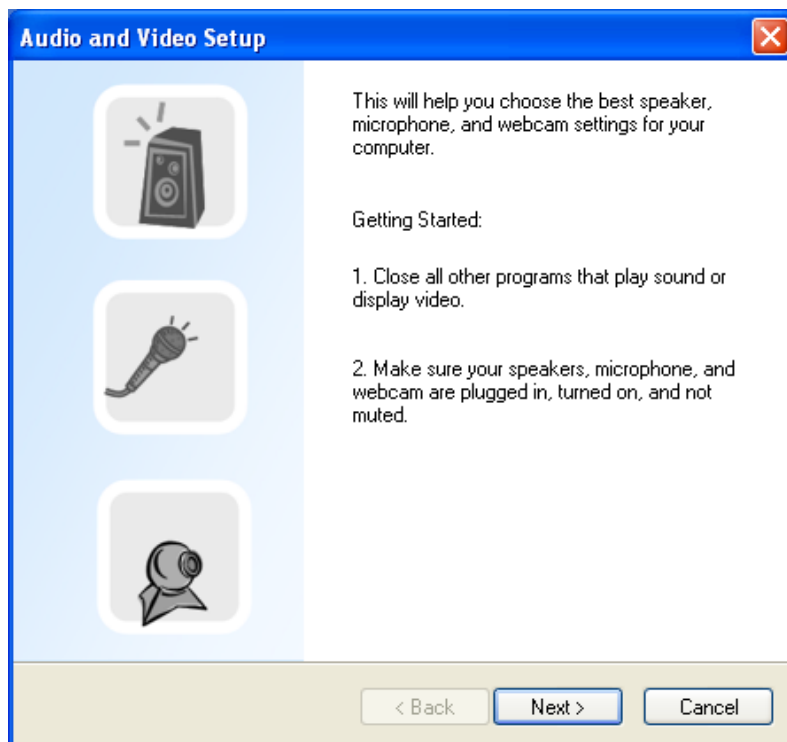 Audio and Video Setup
This will help you choose the best speaker,
microphone, and webcam settings for your
computer.
Getting Started:
1. Close all other programs that play sound or
display video.
2. Make sure your speakers, microphone, and
webcam are plugged in, turned on, and not
muted.
< Back
Next >
Cancel